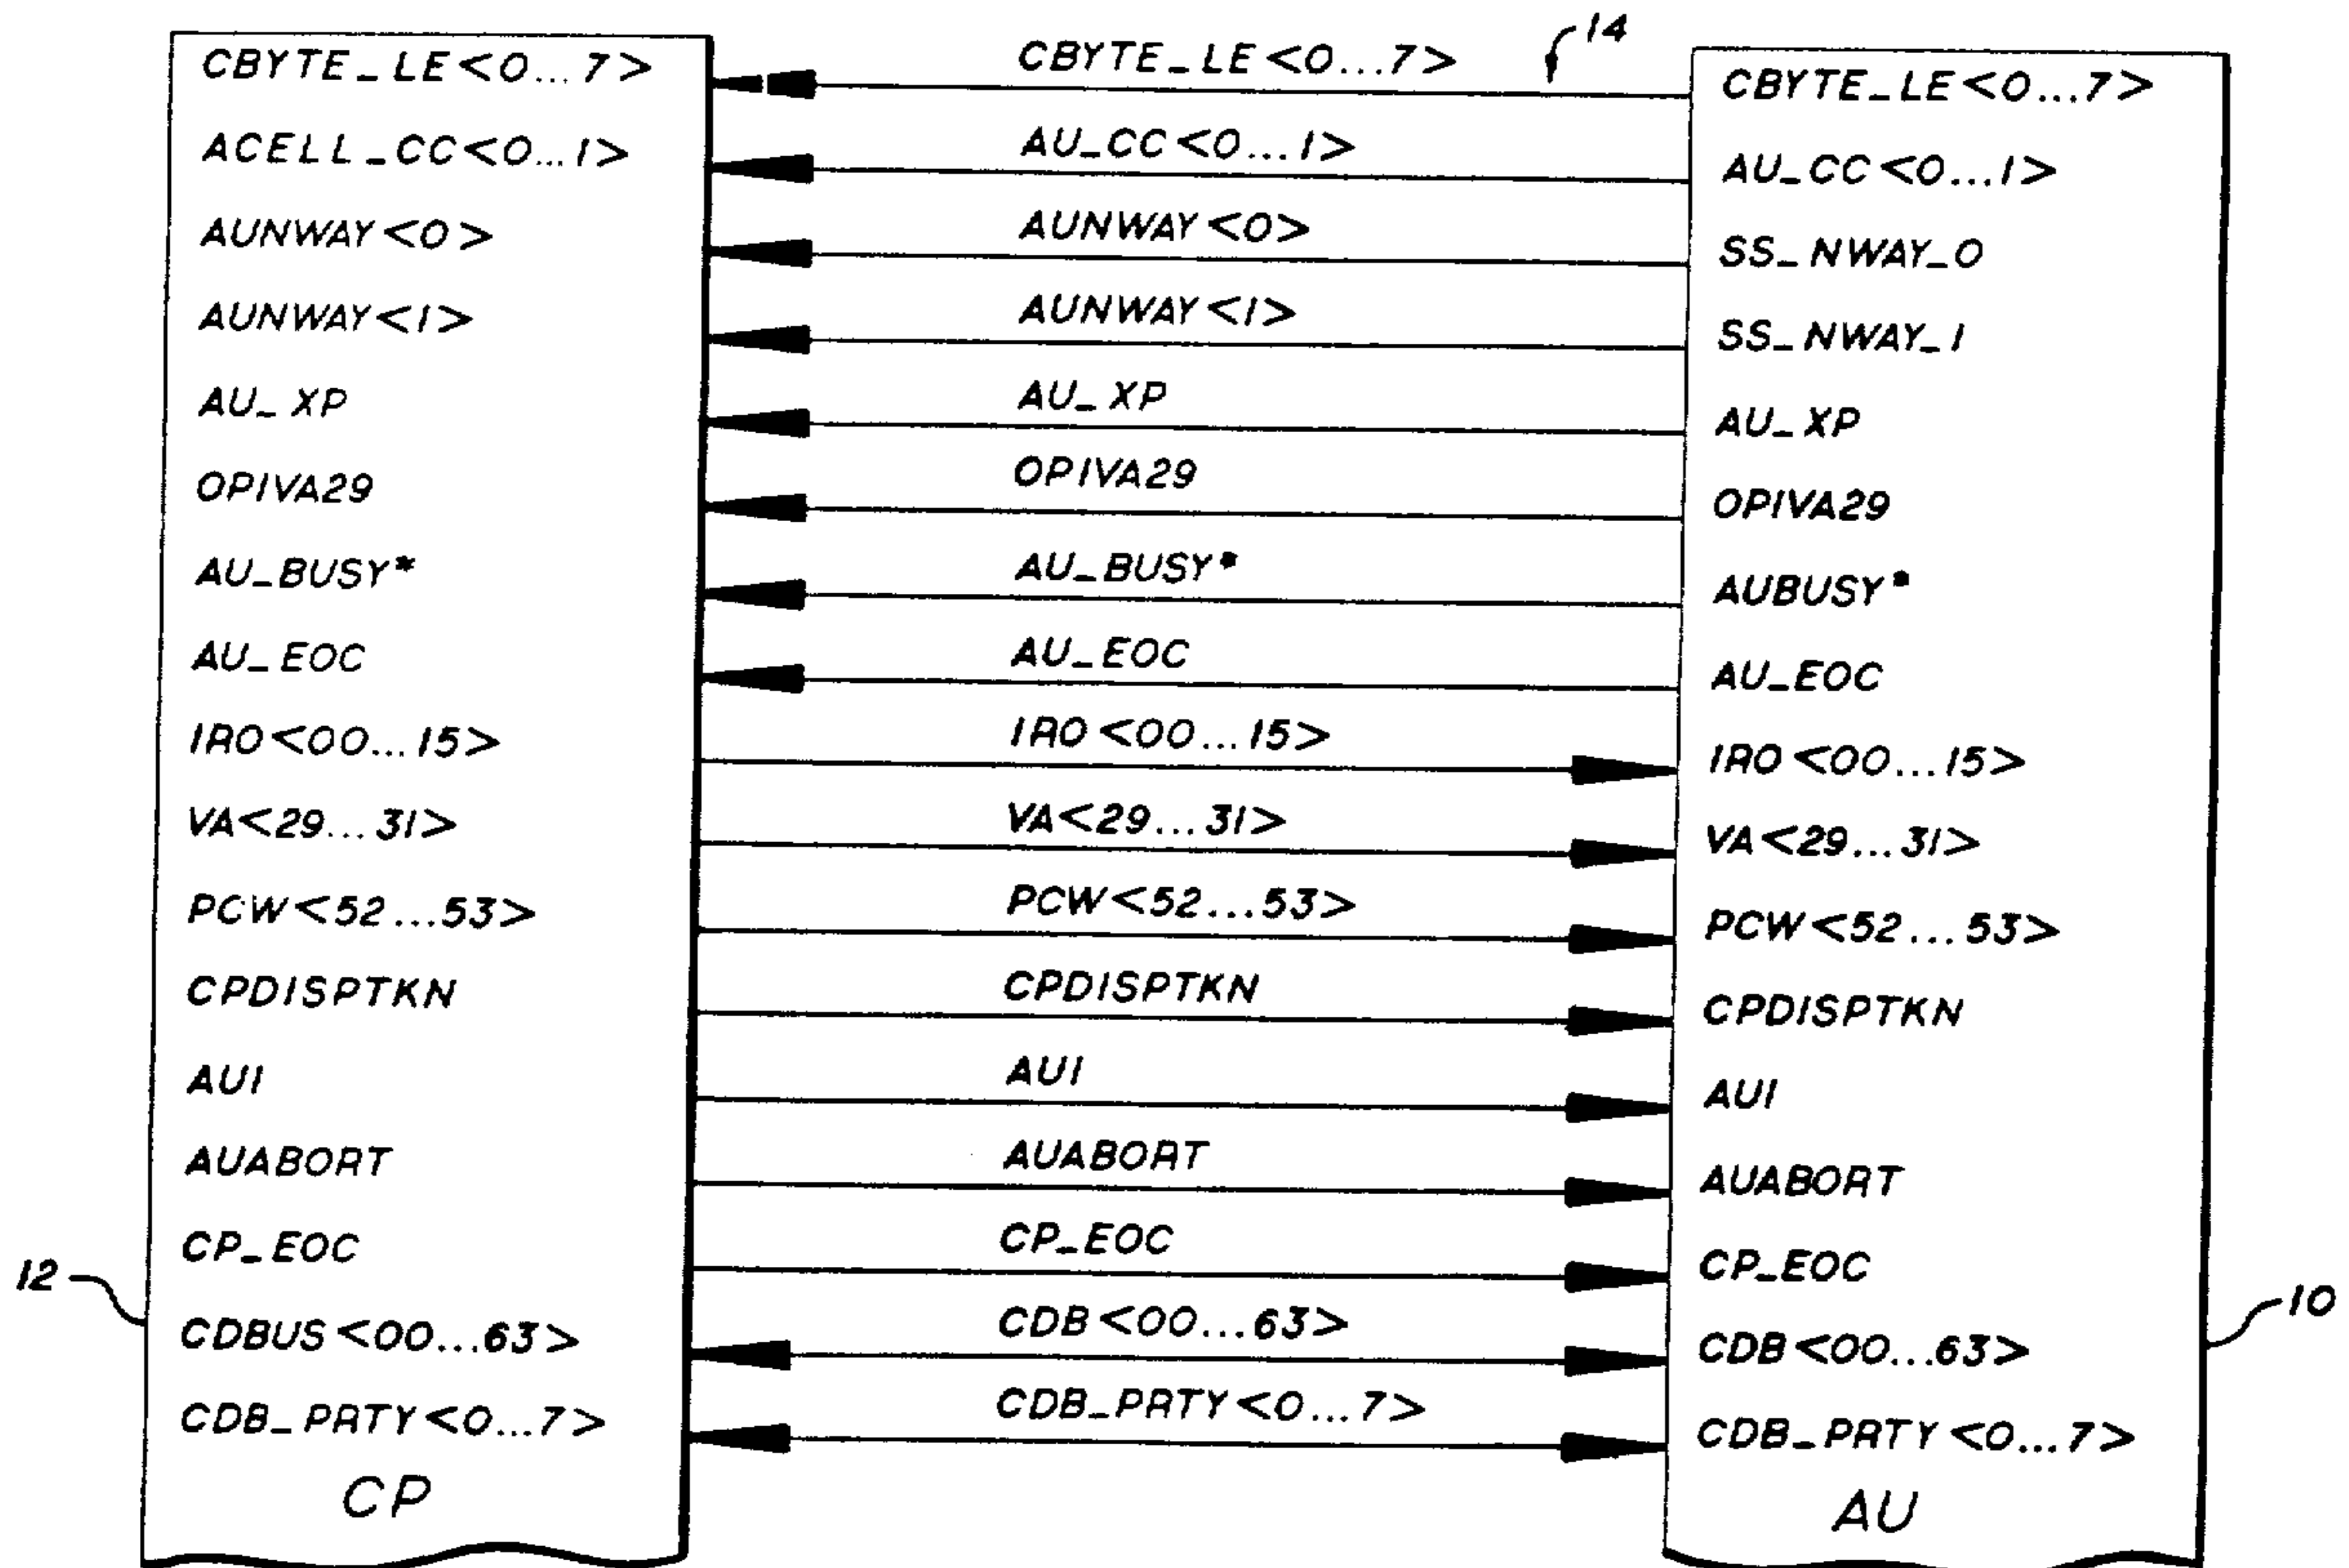 14
CBYTE_LE<0...7> CBYTE_LE<0...7> CBYTE_LE<0...7>
ACELL_CC<0...1> AU_CC<0...1> AU_CC<0...1>
AUNWAY<0> AUNWAY<0> SS_NWAY_0
AUNWAY<1> AUNWAY<1> SS_NWAY_1
AU_XP AU_XP AU_XP
OPIVA29 OPIVA29 OPIVA29
AU_BUSY* AU_BUSY* AUBUSY*
AU_EOC AU_EOC AU_EOC
IRO<00...15> IRO<00...15> IRO<00...15>
VA<29...31> VA<29...31> VA<29...31>
PCW<52...53> PCW<52...53> PCW<52...53>
CPDISPTKN CPDISPTKN CPDISPTKN
AUI AUI AUI
AUABORT AUABORT AUABORT
CP_EOC CP_EOC CP_EOC
12 10
CDBUS<00...63> CDB<00...63> CDB<00...63>
CDB_PRTY<0...7> CDB_PRTY<0...7> CDB_PRTY<0...7>
CP AU